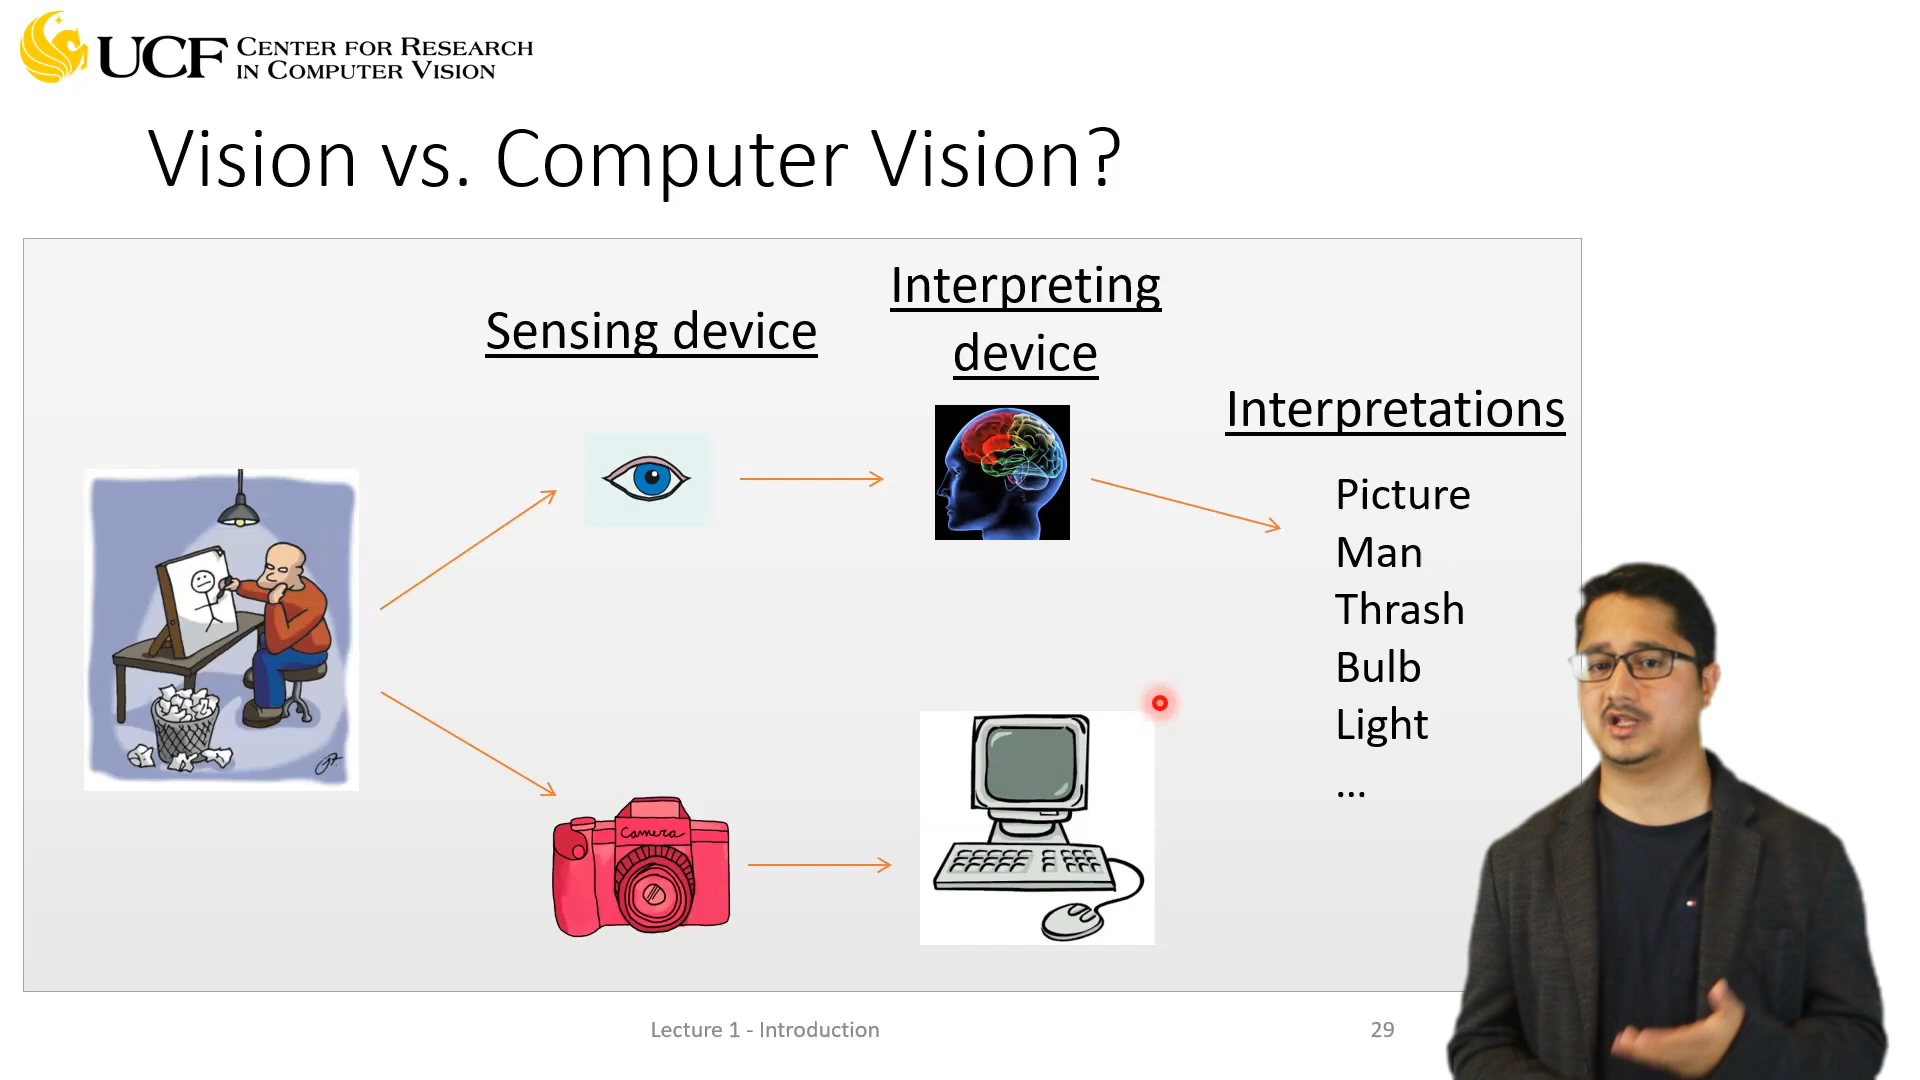 UCF CENTER FOR RESEARCH
IN COMPUTER VISION
Vision vs. Computer Vision?
Sensing device
Interpreting
device
Interpretations
Picture
Man
Thrash
Bulb
Light
...
Camera
Lecture 1 - Introduction
29